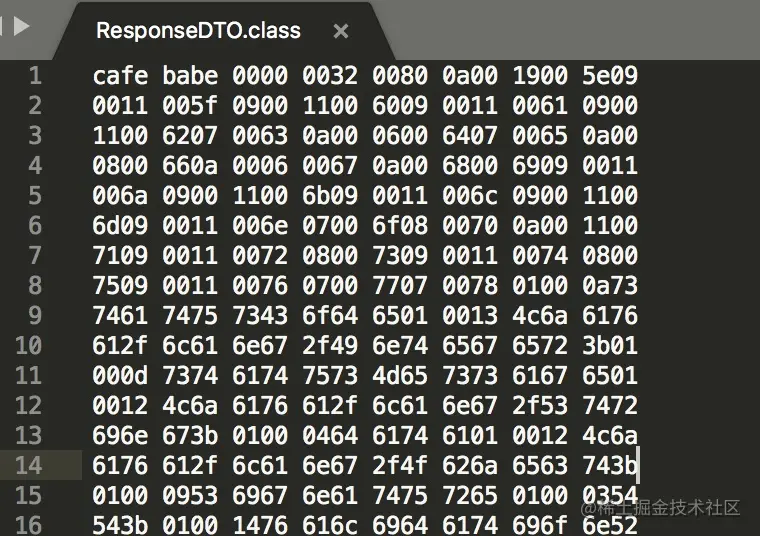 ResponseDTO.class ×
1 cafe babe 0000 0032 0080 0a00 1900 5e09
2 0011 005f 0900 1100 6009 0011 0061 0900
3 1100 6207 0063 0a00 0600 6407 0065 0a00
4 0800 660a 0006 0067 0a00 6800 6909 0011
5 006a 0900 1100 6b09 0011 006c 0900 1100
6 6d09 0011 006e 0700 6f08 0070 0a00 1100
7 7109 0011 0072 0800 7309 0011 0074 0800
8 7509 0011 0076 0700 7707 0078 0100 0a73
9 7461 7475 7343 6f64 6501 0013 4c6a 6176
10 612f 6c61 6e67 2f49 6e74 6567 6572 3b01
11 000d 7374 6174 7573 4d65 7373 6167 6501
12 0012 4c6a 6176 612f 6c61 6e67 2f53 7472
13 696e 673b 0100 0464 6174 6101 0012 4c6a
14 6176 612f 6c61 6e67 2f4f 626a 6563 743b
15 0100 0953 6967 6e61 7475 7265 0100 0354
16 543b 0100 1476 616c 6964 6174 696f 6e52
@稀土掘金技术社区